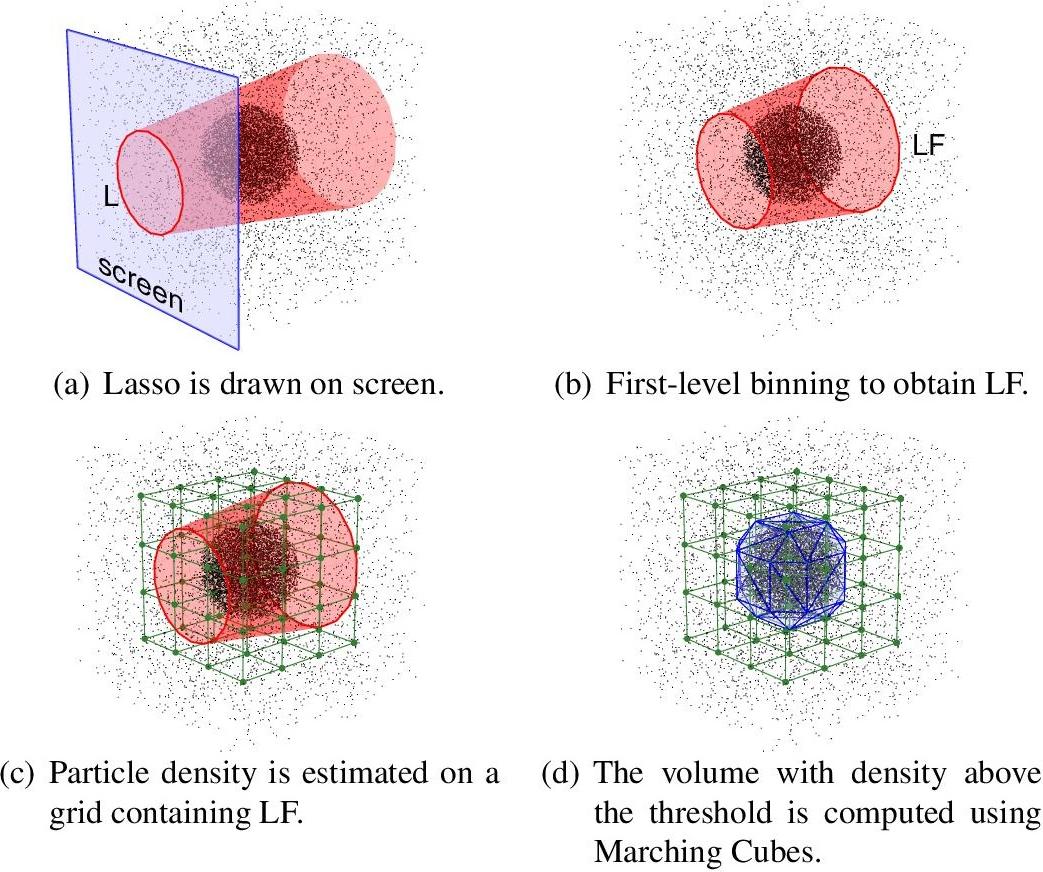 L
screen
(a) Lasso is drawn on screen.
LF
(b) First-level binning to obtain LF.
(c) Particle density is estimated on a
grid containing LF.
(d) The volume with density above
the threshold is computed using
Marching Cubes.